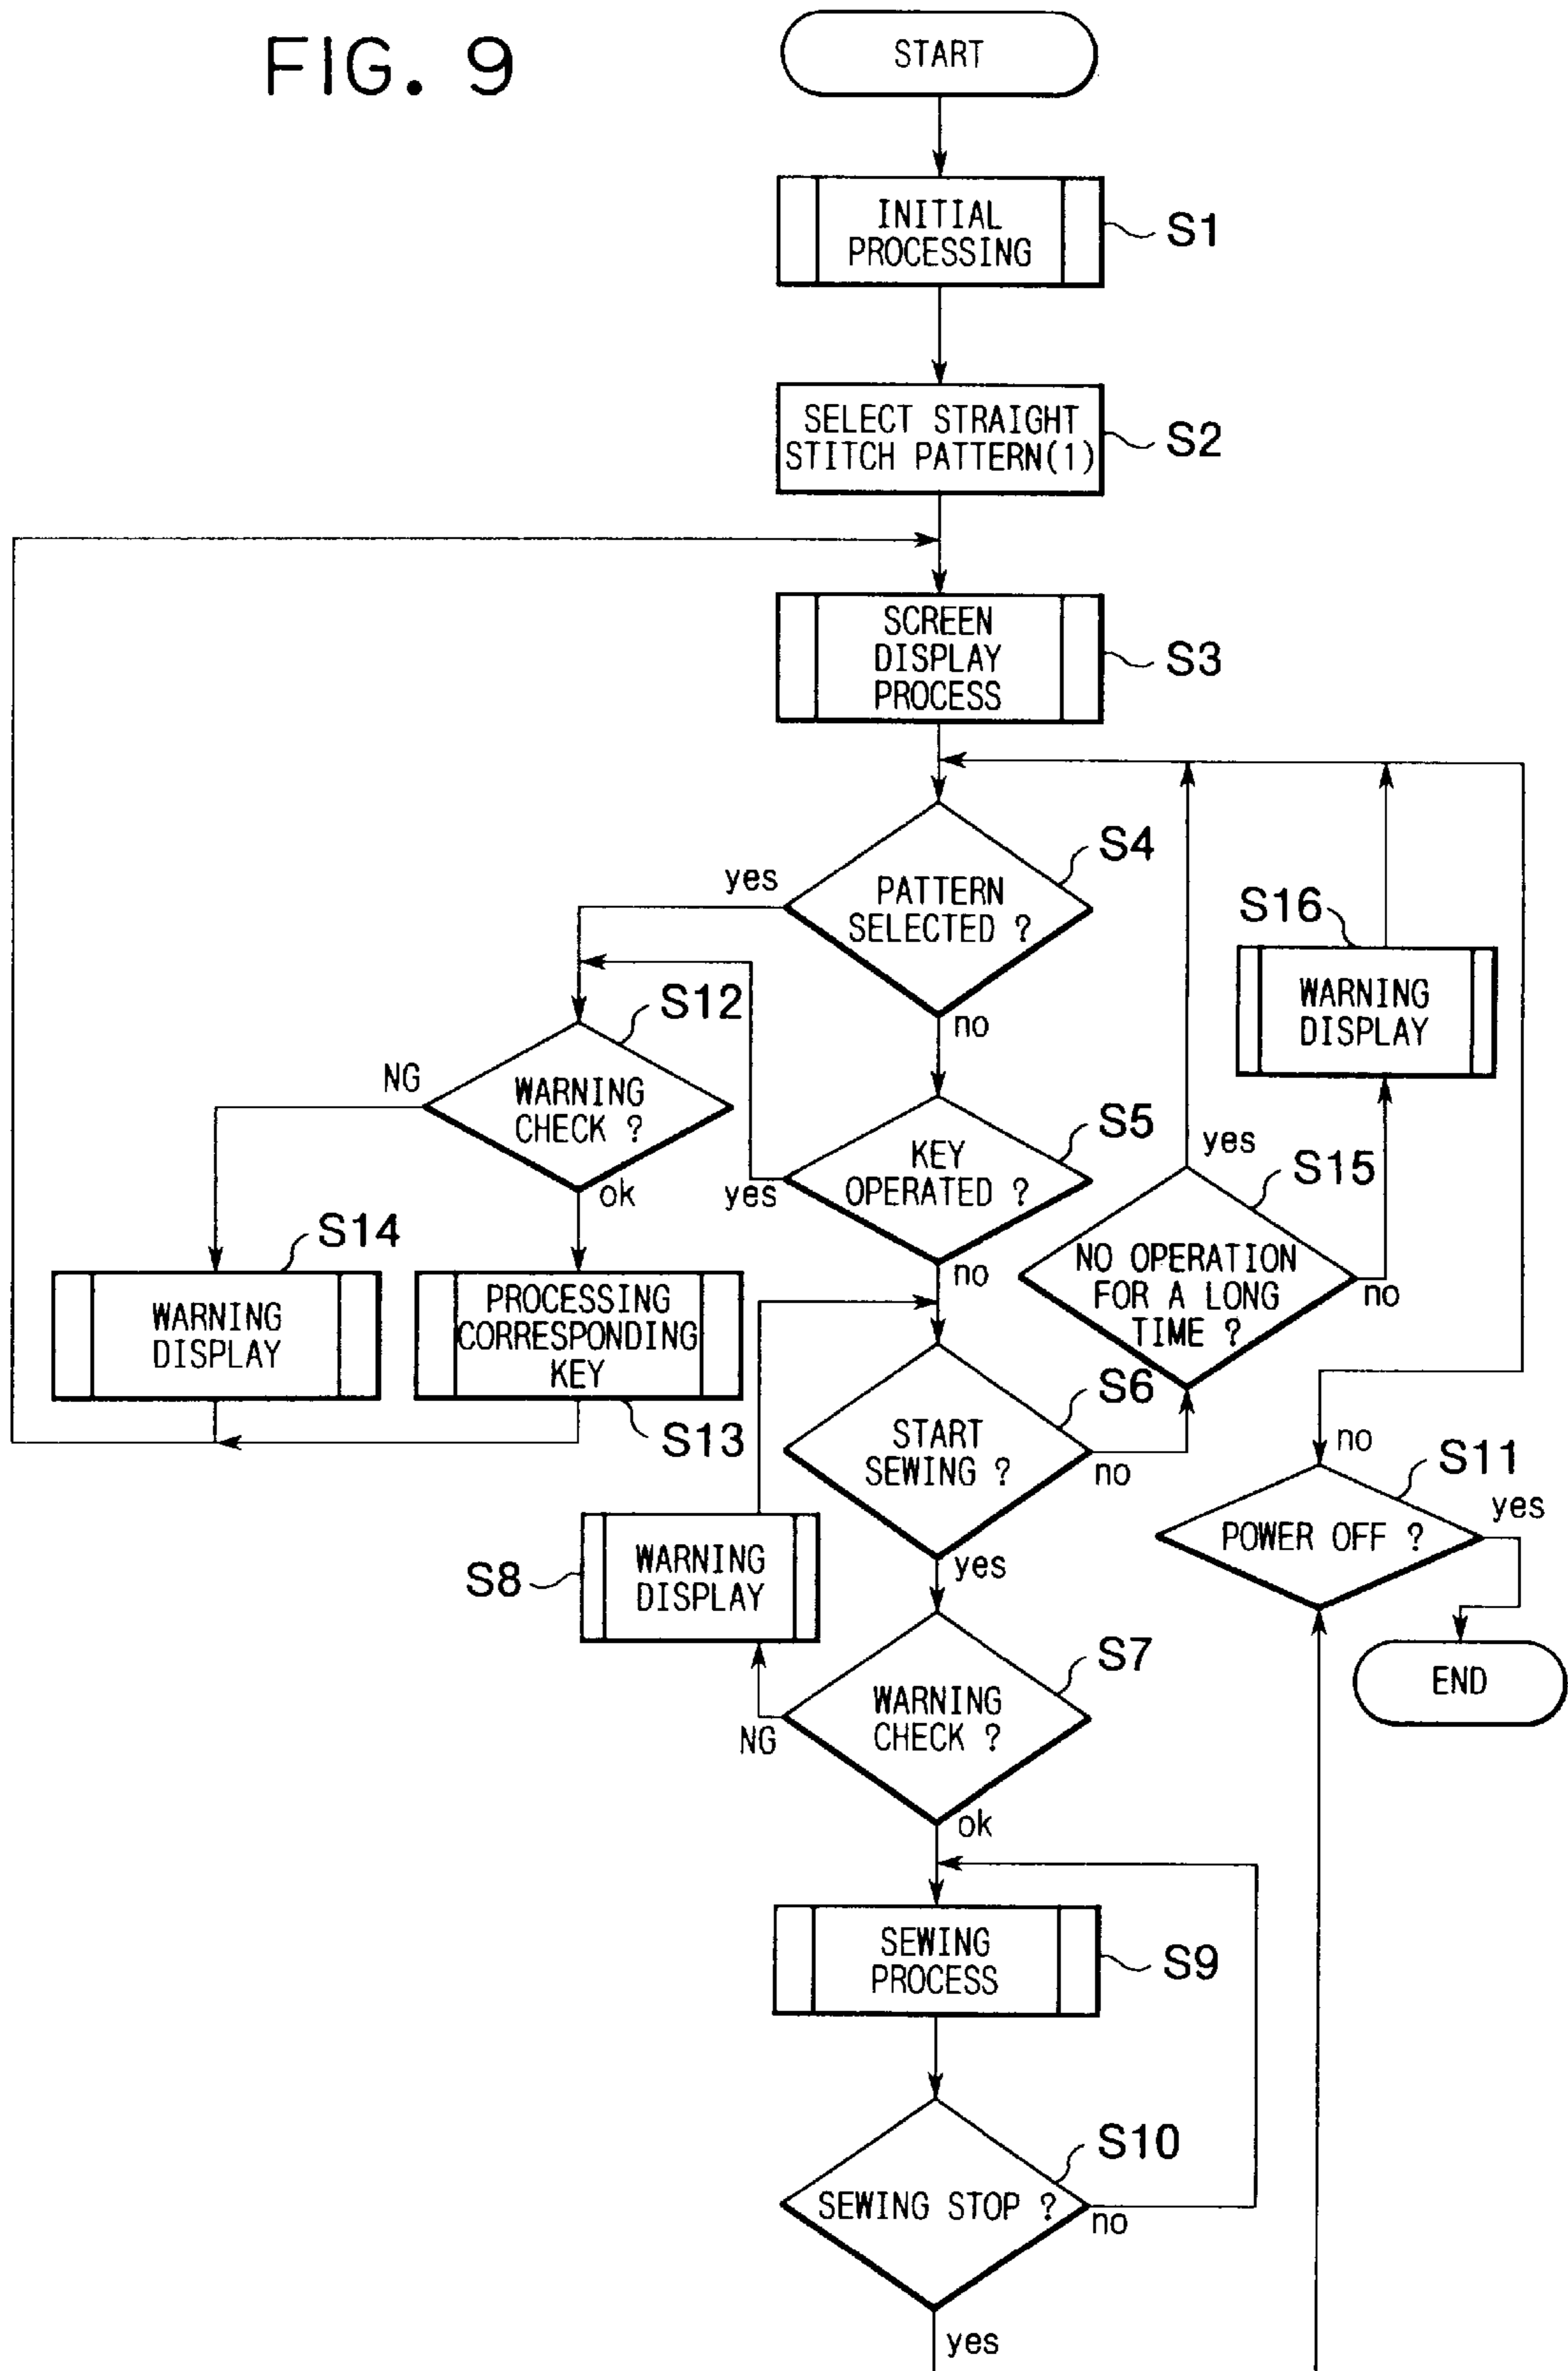 FIG. 9
START
INITIAL
PROCESSING
S1
SELECT STRAIGHT
STITCH PATTERN(1)
S2
SCREEN
DISPLAY
PROCESS
S3
S4
yes
PATTERN
SELECTED ?
no
S16
WARNING
DISPLAY
S12
NG
WARNING
CHECK ?
ok
S5
yes
KEY
OPERATED ?
no
yes
S15
NO OPERATION
FOR A LONG
TIME ?
no
S14
WARNING
DISPLAY
PROCESSING
CORRESPONDING
KEY
S13
S6
START
SEWING ?
no
yes
no
S11
yes
POWER OFF ?
END
S8
WARNING
DISPLAY
S7
WARNING
CHECK ?
NG
ok
SEWING
PROCESS
S9
S10
SEWING STOP ?
no
yes